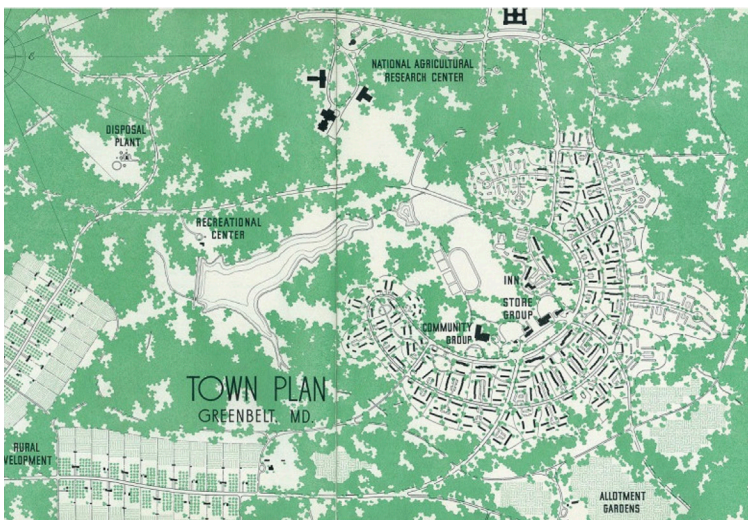 NATIONAL AGRICULTURAL
RESEARCH CENTER
DISPOSAL
PLANT
RECREATIONAL
CENTER
INN
STORE
GROUP
COMMUNITY
GROUP
TOWN PLAN
GREENBELT, MD.
RURAL
VELOPMENT
ALLOTMENT
GARDENS